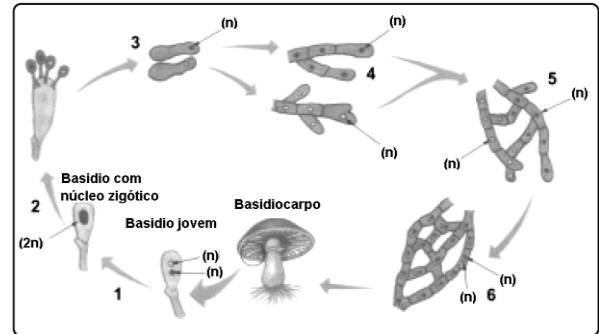 (n)
3
(n)
4
5
(n)
(n)
(n)
Basidio com
núcleo zigótico
Basidiocarpo
2
Basidio jovem
(2n)
(n)
(n)
(n)
(n)
6
1